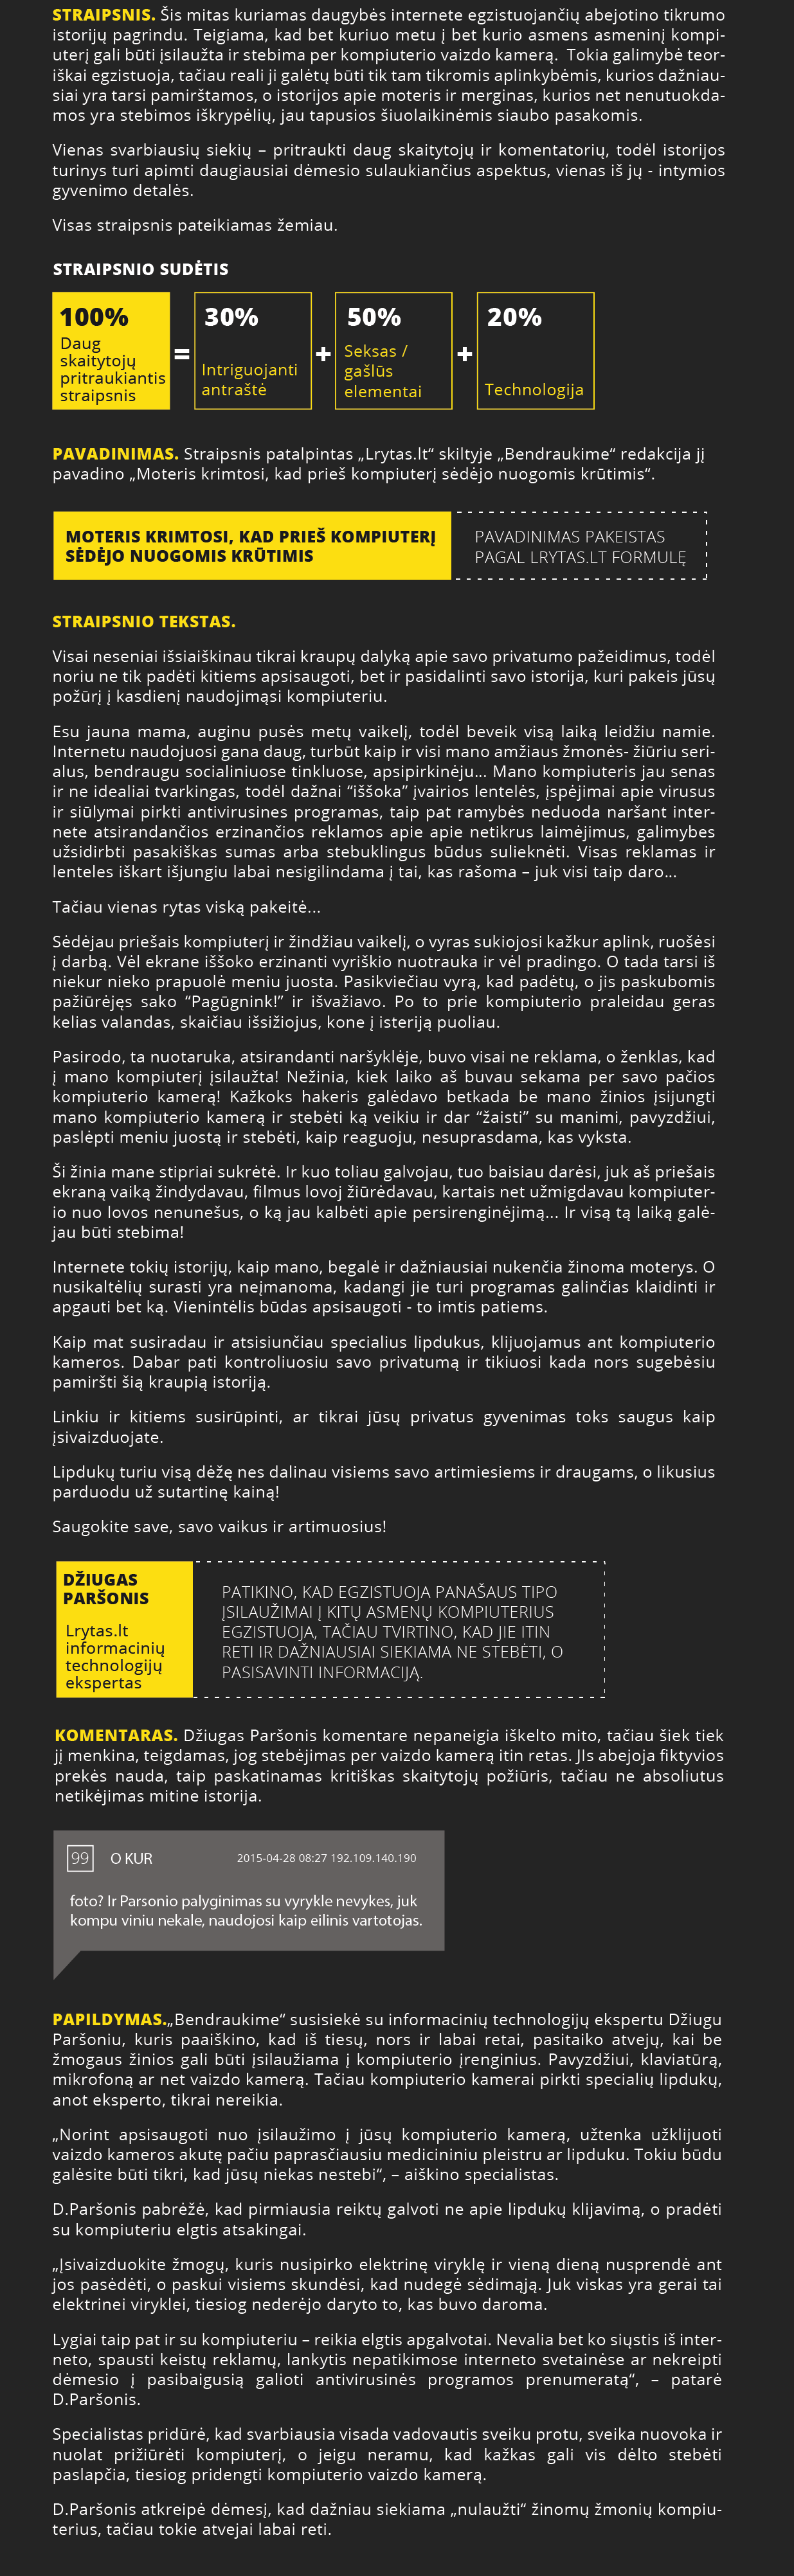 STRAIPSNIS. Šis mitas kuriamas daugybės internete egzistuojančių abejotino tikrumo
istorijų pagrindu. Teigiama, kad bet kuriuo metu į bet kurio asmens asmeninį kompi-
uterį gali būti įsilaužta ir stebima per kompiuterio vaizdo kamerą. Tokia galimybė teor-
iškai egzistuoja, tačiau reali ji galėtų būti tik tam tikromis aplinkybėmis, kurios dažniau-
siai yra tarsi pamirštamos, o istorijos apie moteris ir merginas, kurios net nenutuokda-
mos yra stebimos iškrypėlių, jau tapusios šiuolaikinėmis siaubo pasakomis.
Vienas svarbiausių siekių – pritraukti daug skaitytojų ir komentatorių, todėl istorijos
turinys turi apimti daugiausiai dėmesio sulaukiančius aspektus, vienas iš jų - intymios
gyvenimo detalės.
Visas straipsnis pateikiamas žemiau.
STRAIPSNIO SUDĖTIS
100%
Daug
skaitytojų
pritraukiantis
straipsnis
=
30%
Intriguojanti
antraštė
+
50%
Seksas /
gašlūs
elementai
+
20%
Technologija
PAVADINIMAS. Straipsnis patalpintas „Lrytas.lt“ skiltyje „Bendraukime“ redakcija jį
pavadino „Moteris krimtosi, kad prieš kompiuterį sėdėjo nuogomis krūtimis“.
MOTERIS KRIMTOSI, KAD PRIEŠ KOMPIUTERĮ
SĖDĖJO NUOGOMIS KRŪTIMIS
PAVADINIMAS PAKEISTAS
PAGAL LRYTAS.LT FORMULĘ
STRAIPSNIO TEKSTAS.
Visai neseniai išsiaiškinau tikrai kraupų dalyką apie savo privatumo pažeidimus, todėl
noriu ne tik padėti kitiems apsisaugoti, bet ir pasidalinti savo istorija, kuri pakeis jūsų
požūrį į kasdienį naudojimąsi kompiuteriu.
Esu jauna mama, auginu pusės metų vaikelį, todėl beveik visą laiką leidžiu namie.
Internetu naudojuosi gana daug, turbūt kaip ir visi mano amžiaus žmonės- žiūriu seri-
alus, bendraugu socialiniuose tinkluose, apsipirkinėju... Mano kompiuteris jau senas
ir ne idealiai tvarkingas, todėl dažnai “iššoka” įvairios lentelės, įspėjimai apie virusus
ir siūlymai pirkti antivirusines programas, taip pat ramybės neduoda naršant inter-
nete atsirandančios erzinančios reklamos apie apie netikrus laimėjimus, galimybes
užsidirbti pasakiškas sumas arba stebuklingus būdus sulieknėti. Visas reklamas ir
lenteles iškart išjungiu labai nesigilindama į tai, kas rašoma – juk visi taip daro...
Tačiau vienas rytas viską pakeitė...
Sėdėjau priešais kompiuterį ir žindžiau vaikelį, o vyras sukiojosi kažkur aplink, ruošėsi
į darbą. Vėl ekrane iššoko erzinanti vyriškio nuotrauka ir vėl pradingo. O tada tarsi iš
niekur nieko prapuolė meniu juosta. Pasikviečiau vyrą, kad padėtų, o jis paskubomis
pažiūrėjęs sako “Pagūgnink!” ir išvažiavo. Po to prie kompiuterio praleidau geras
kelias valandas, skaičiau išsižiojus, kone į isteriją puoliau.
Pasirodo, ta nuotaruka, atsirandanti naršyklėje, buvo visai ne reklama, o ženklas, kad
į mano kompiuterį įsilaužta! Nežinia, kiek laiko aš buvau sekama per savo pačios
kompiuterio kamerą! Kažkoks hakeris galėdavo betkada be mano žinios įsijungti
mano kompiuterio kamerą ir stebėti ką veikiu ir dar “žaisti” su manimi, pavyzdžiui,
paslėpti meniu juostą ir stebėti, kaip reaguoju, nesuprasdama, kas vyksta.
Ši žinia mane stipriai sukrėtė. Ir kuo toliau galvojau, tuo baisiau darėsi, juk aš priešais
ekraną vaiką žindydavau, filmus lovoj žiūrėdavau, kartais net užmigdavau kompiuter-
io nuo lovos nenunešus, o ką jau kalbėti apie persirenginėjimą... Ir visą tą laiką galė-
jau būti stebima!
Internete tokių istorijų, kaip mano, begalė ir dažniausiai nukenčia žinoma moterys. O
nusikaltėlių surasti yra neįmanoma, kadangi jie turi programas galinčias klaidinti ir
apgauti bet ką. Vienintėlis būdas apsisaugoti - to imtis patiems.
Kaip mat susiradau ir atsisiunčiau specialius lipdukus, klijuojamus ant kompiuterio
kameros. Dabar pati kontroliuosiu savo privatumą ir tikiuosi kada nors sugebėsiu
pamiršti šią kraupią istoriją.
Linkiu ir kitiems susirūpinti, ar tikrai jūsų privatus gyvenimas toks saugus kaip
įsivaizduojate.
Lipdukų turiu visą dėžę nes dalinau visiems savo artimiesiems ir draugams, o likusius
parduodu už sutartinę kainą!
Saugokite save, savo vaikus ir artimuosius!
DŽIUGAS
PARŠONIS
Lrytas.lt
informacinių
technologijų
ekspertas
PATIKINO, KAD EGZISTUOJA PANAŠAUS TIPO
ĮSILAUŽIMAI Į KITŲ ASMENŲ KOMPIUTERIUS
EGZISTUOJA, TAČIAU TVIRTINO, KAD JIE ITIN
RETI IR DAŽNIAUSIAI SIEKIAMA NE STEBĖTI, O
PASISAVINTI INFORMACIJĄ.
KOMENTARAS. Džiugas Paršonis komentare nepaneigia iškelto mito, tačiau šiek tiek
jį menkina, teigdamas, jog stebėjimas per vaizdo kamerą itin retas. JIs abejoja fiktyvios
prekės nauda, taip paskatinamas kritiškas skaitytojų požiūris, tačiau ne absoliutus
netikėjimas mitine istorija.
99 O KUR 2015-04-28 08:27 192.109.140.190
foto? Ir Parsonio palyginimas su vyrykle nevykes, juk
kompu viniu nekale, naudojosi kaip eilinis vartotojas.
PAPILDYMAS.„Bendraukime“ susisiekė su informacinių technologijų ekspertu Džiugu
Paršoniu, kuris paaiškino, kad iš tiesų, nors ir labai retai, pasitaiko atvejų, kai be
žmogaus žinios gali būti įsilaužiama į kompiuterio įrenginius. Pavyzdžiui, klaviatūrą,
mikrofoną ar net vaizdo kamerą. Tačiau kompiuterio kamerai pirkti specialių lipdukų,
anot eksperto, tikrai nereikia.
„Norint apsisaugoti nuo įsilaužimo į jūsų kompiuterio kamerą, užtenka užklijuoti
vaizdo kameros akutę pačiu paprasčiausiu medicininiu pleistru ar lipduku. Tokiu būdu
galėsite būti tikri, kad jūsų niekas nestebi“, – aiškino specialistas.
D.Paršonis pabrėžė, kad pirmiausia reiktų galvoti ne apie lipdukų klijavimą, o pradėti
su kompiuteriu elgtis atsakingai.
„Įsivaizduokite žmogų, kuris nusipirko elektrinę viryklę ir vieną dieną nusprendė ant
jos pasėdėti, o paskui visiems skundėsi, kad nudegė sėdimąją. Juk viskas yra gerai tai
elektrinei viryklei, tiesiog nederėjo daryto to, kas buvo daroma.
Lygiai taip pat ir su kompiuteriu – reikia elgtis apgalvotai. Nevalia bet ko siųstis iš inter-
neto, spausti keistų reklamų, lankytis nepatikimose interneto svetainėse ar nekreipti
dėmesio į pasibaigusią galioti antivirusinės programos prenumeratą“, – patarė
D.Paršonis.
Specialistas pridūrė, kad svarbiausia visada vadovautis sveiku protu, sveika nuovoka ir
nuolat prižiūrėti kompiuterį, o jeigu neramu, kad kažkas gali vis dėlto stebėti
paslapčia, tiesiog pridengti kompiuterio vaizdo kamerą.
D.Paršonis atkreipė dėmesį, kad dažniau siekiama „nulaužti“ žinomų žmonių kompiu-
terius, tačiau tokie atvejai labai reti.